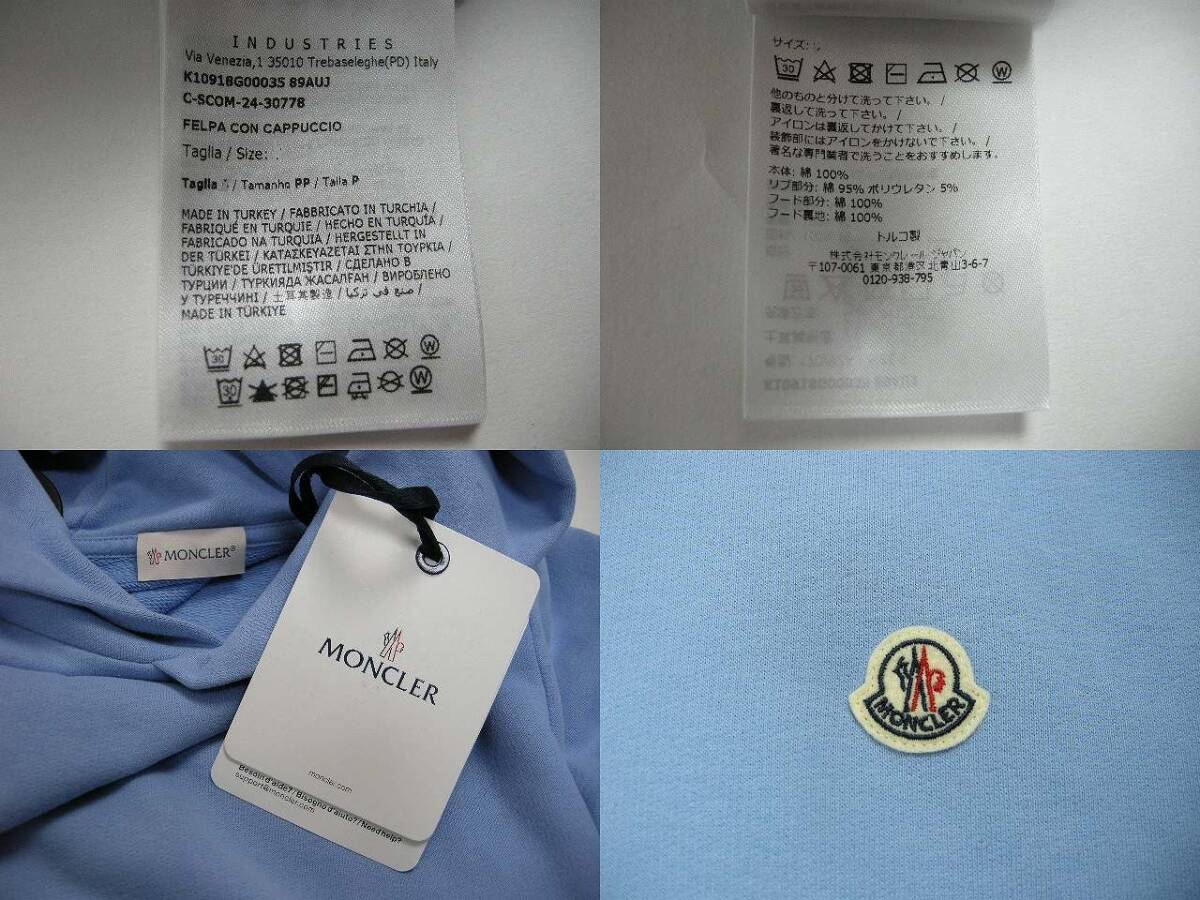 INDUSTRIES
Via Venezia,1 35010 Trebaseleghe(PD) Italy
K10918G00035 89AUJ
C-SCOM-24-30778
FELPA CON CAPPUCCIO
Taglia / Size:
Taglia / Tamanho PP / Talla P
MADE IN TURKEY / FABBRICATO IN TURCHIA /
FABRIQUÉ EN TURQUIE / HECHO EN TURQUÍA /
FABRICADO NA TURQUIA / HERGESTELLT IN
DER TÜRKEI / ΚΑΤΑΣΚΕΥΑΖΕΤΑΙ ΣΤΗΝ ΤΟΥΡΚΙΑ /
TÜRKIYE'DE ÜRETILMIŞTIR / СДЕЛАНО В
ТУРЦИИ / ТУРКИЯДА ЖАСАЛҒАН / ВИРОБЛЕНО
У ТУРЕЧЧИНІ / 土耳其製造 / صنع في تركيا /
MADE IN TÜRKIYE
30 W
30 W
サイズ:
30 W
他のものと分けて洗って下さい。 /
裏返して洗って下さい。 /
アイロンは裏返してかけて下さい。 /
装飾部にはアイロンをかけないで下さい。 /
著名な専門業者で洗うことをおすすめします。
本体: 綿 100%
リブ部分: 綿 95% ポリウレタン 5%
フード部分: 綿 100%
フード裏地: 綿 100%
トルコ製
株式会社モンクレール ジャパン
〒107-0061 東京都港区北青山3-6-7
0120-938-795
MONCLER®
MONCLER
moncler.com
Besoin d'aide? / Bisogno d'aiuto? / Need help?
support@moncler.com
MONCLER